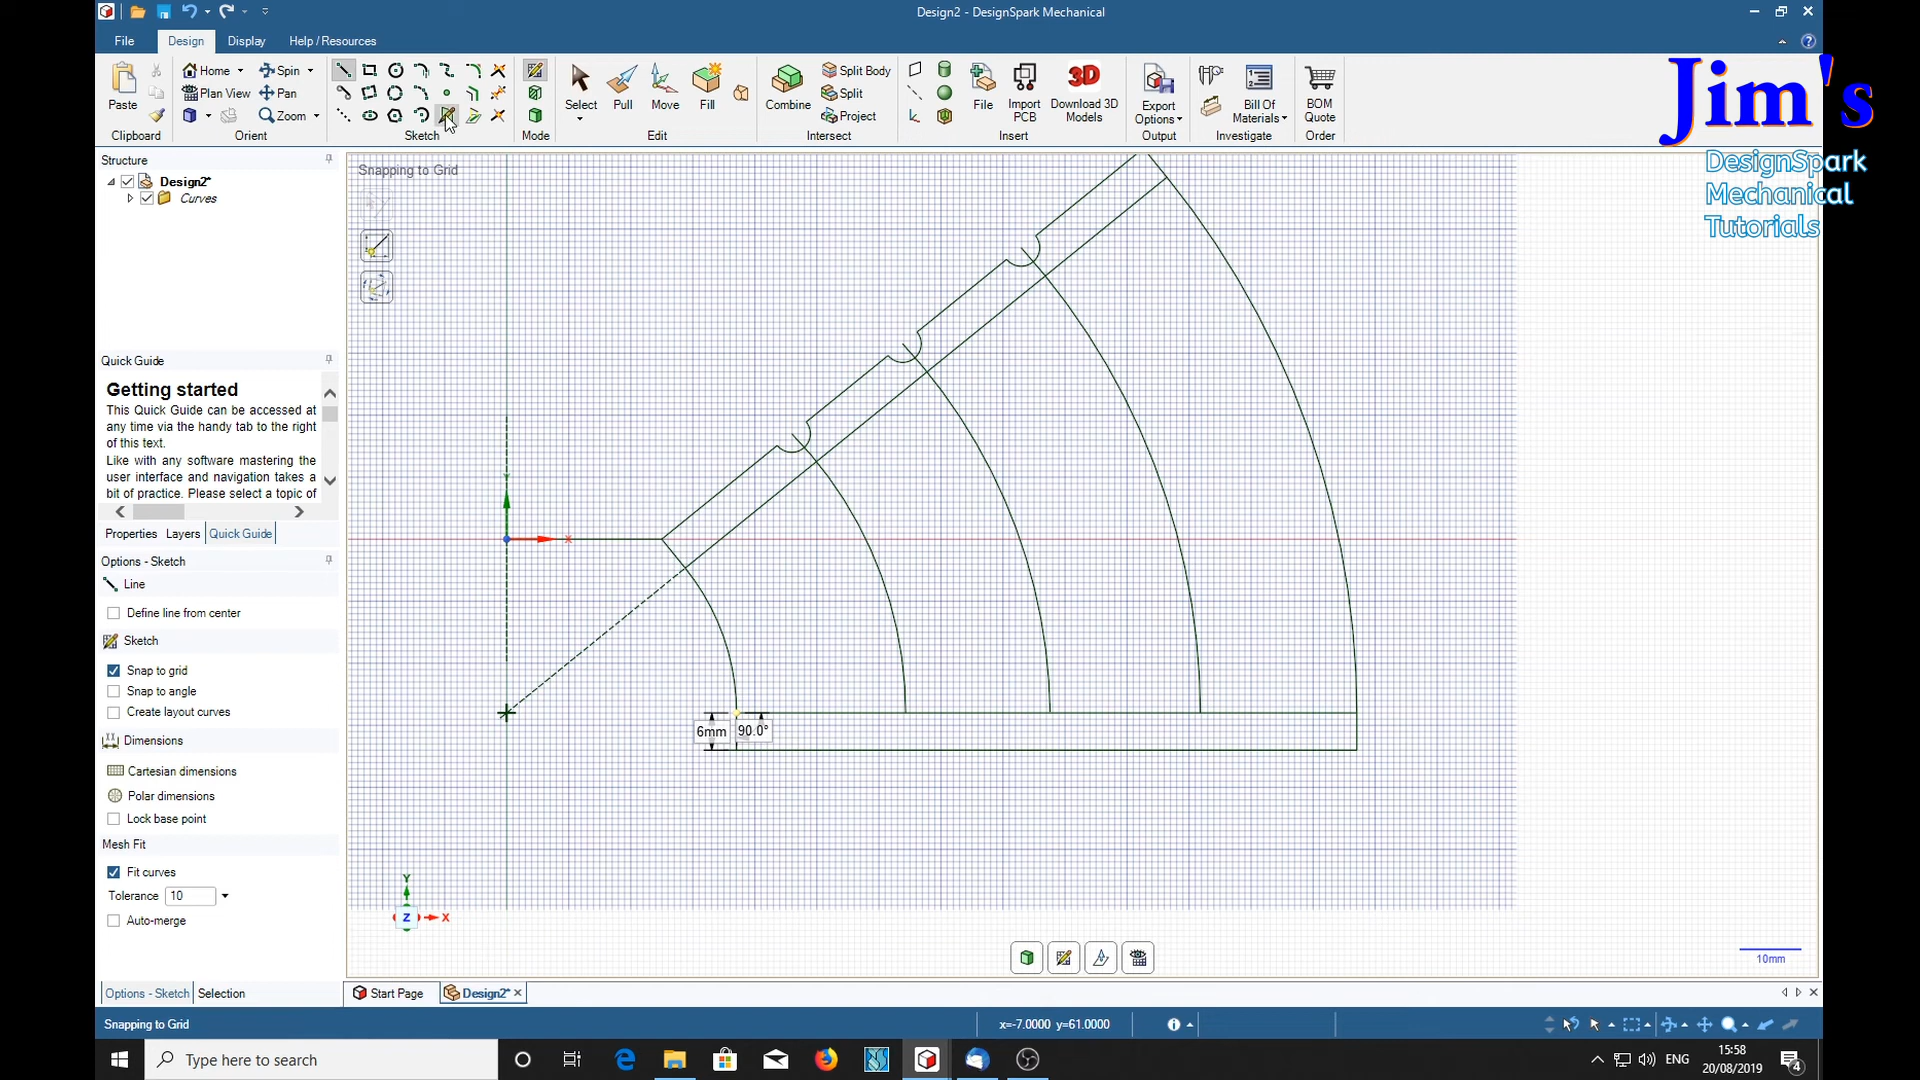 Design2 - DesignSpark Mechanical
File
Design
Display
Help / Resources
Paste
Clipboard
Home
Plan View
Spin
Pan
Zoom
Orient
Sketch
Mode
Select
Pull
Move
Fill
Edit
Combine
Split Body
Split
Project
Intersect
File
Import
PCB
Download 3D
Models
Insert
3D
Export
Options
Output
Bill Of
Materials
Investigate
BOM
Quote
Order
Jim's
DesignSpark
Mechanical
Tutorials
Structure
Design2*
Curves
Quick Guide
Getting started
This Quick Guide can be accessed at
any time via the handy tab to the right
of this text.
Like with any software mastering the
user interface and navigation takes a
bit of practice. Please select a topic of
Properties
Layers
Quick Guide
Options - Sketch
Line
Define line from center
Sketch
Snap to grid
Snap to angle
Create layout curves
Dimensions
Cartesian dimensions
Polar dimensions
Lock base point
Mesh Fit
Fit curves
Tolerance 10
Auto-merge
Options - Sketch
Selection
Snapping to Grid
X
6mm
90.0°
Y
Z
X
10mm
Start Page
Design2*
Snapping to Grid
x=-7.0000 y=61.0000
Type here to search
ENG
15:58
20/08/2019
4